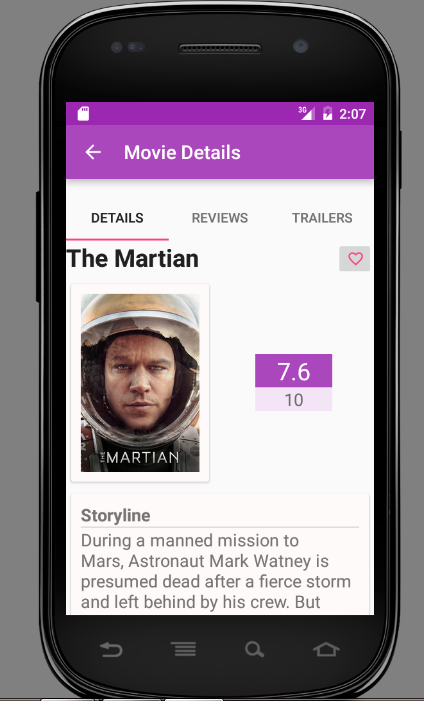 3G
2:07
Movie Details
DETAILS
REVIEWS
TRAILERS
The Martian
THE MARTIAN
7.6
10
Storyline
During a manned mission to
Mars, Astronaut Mark Watney is
presumed dead after a fierce storm
and left behind by his crew. But